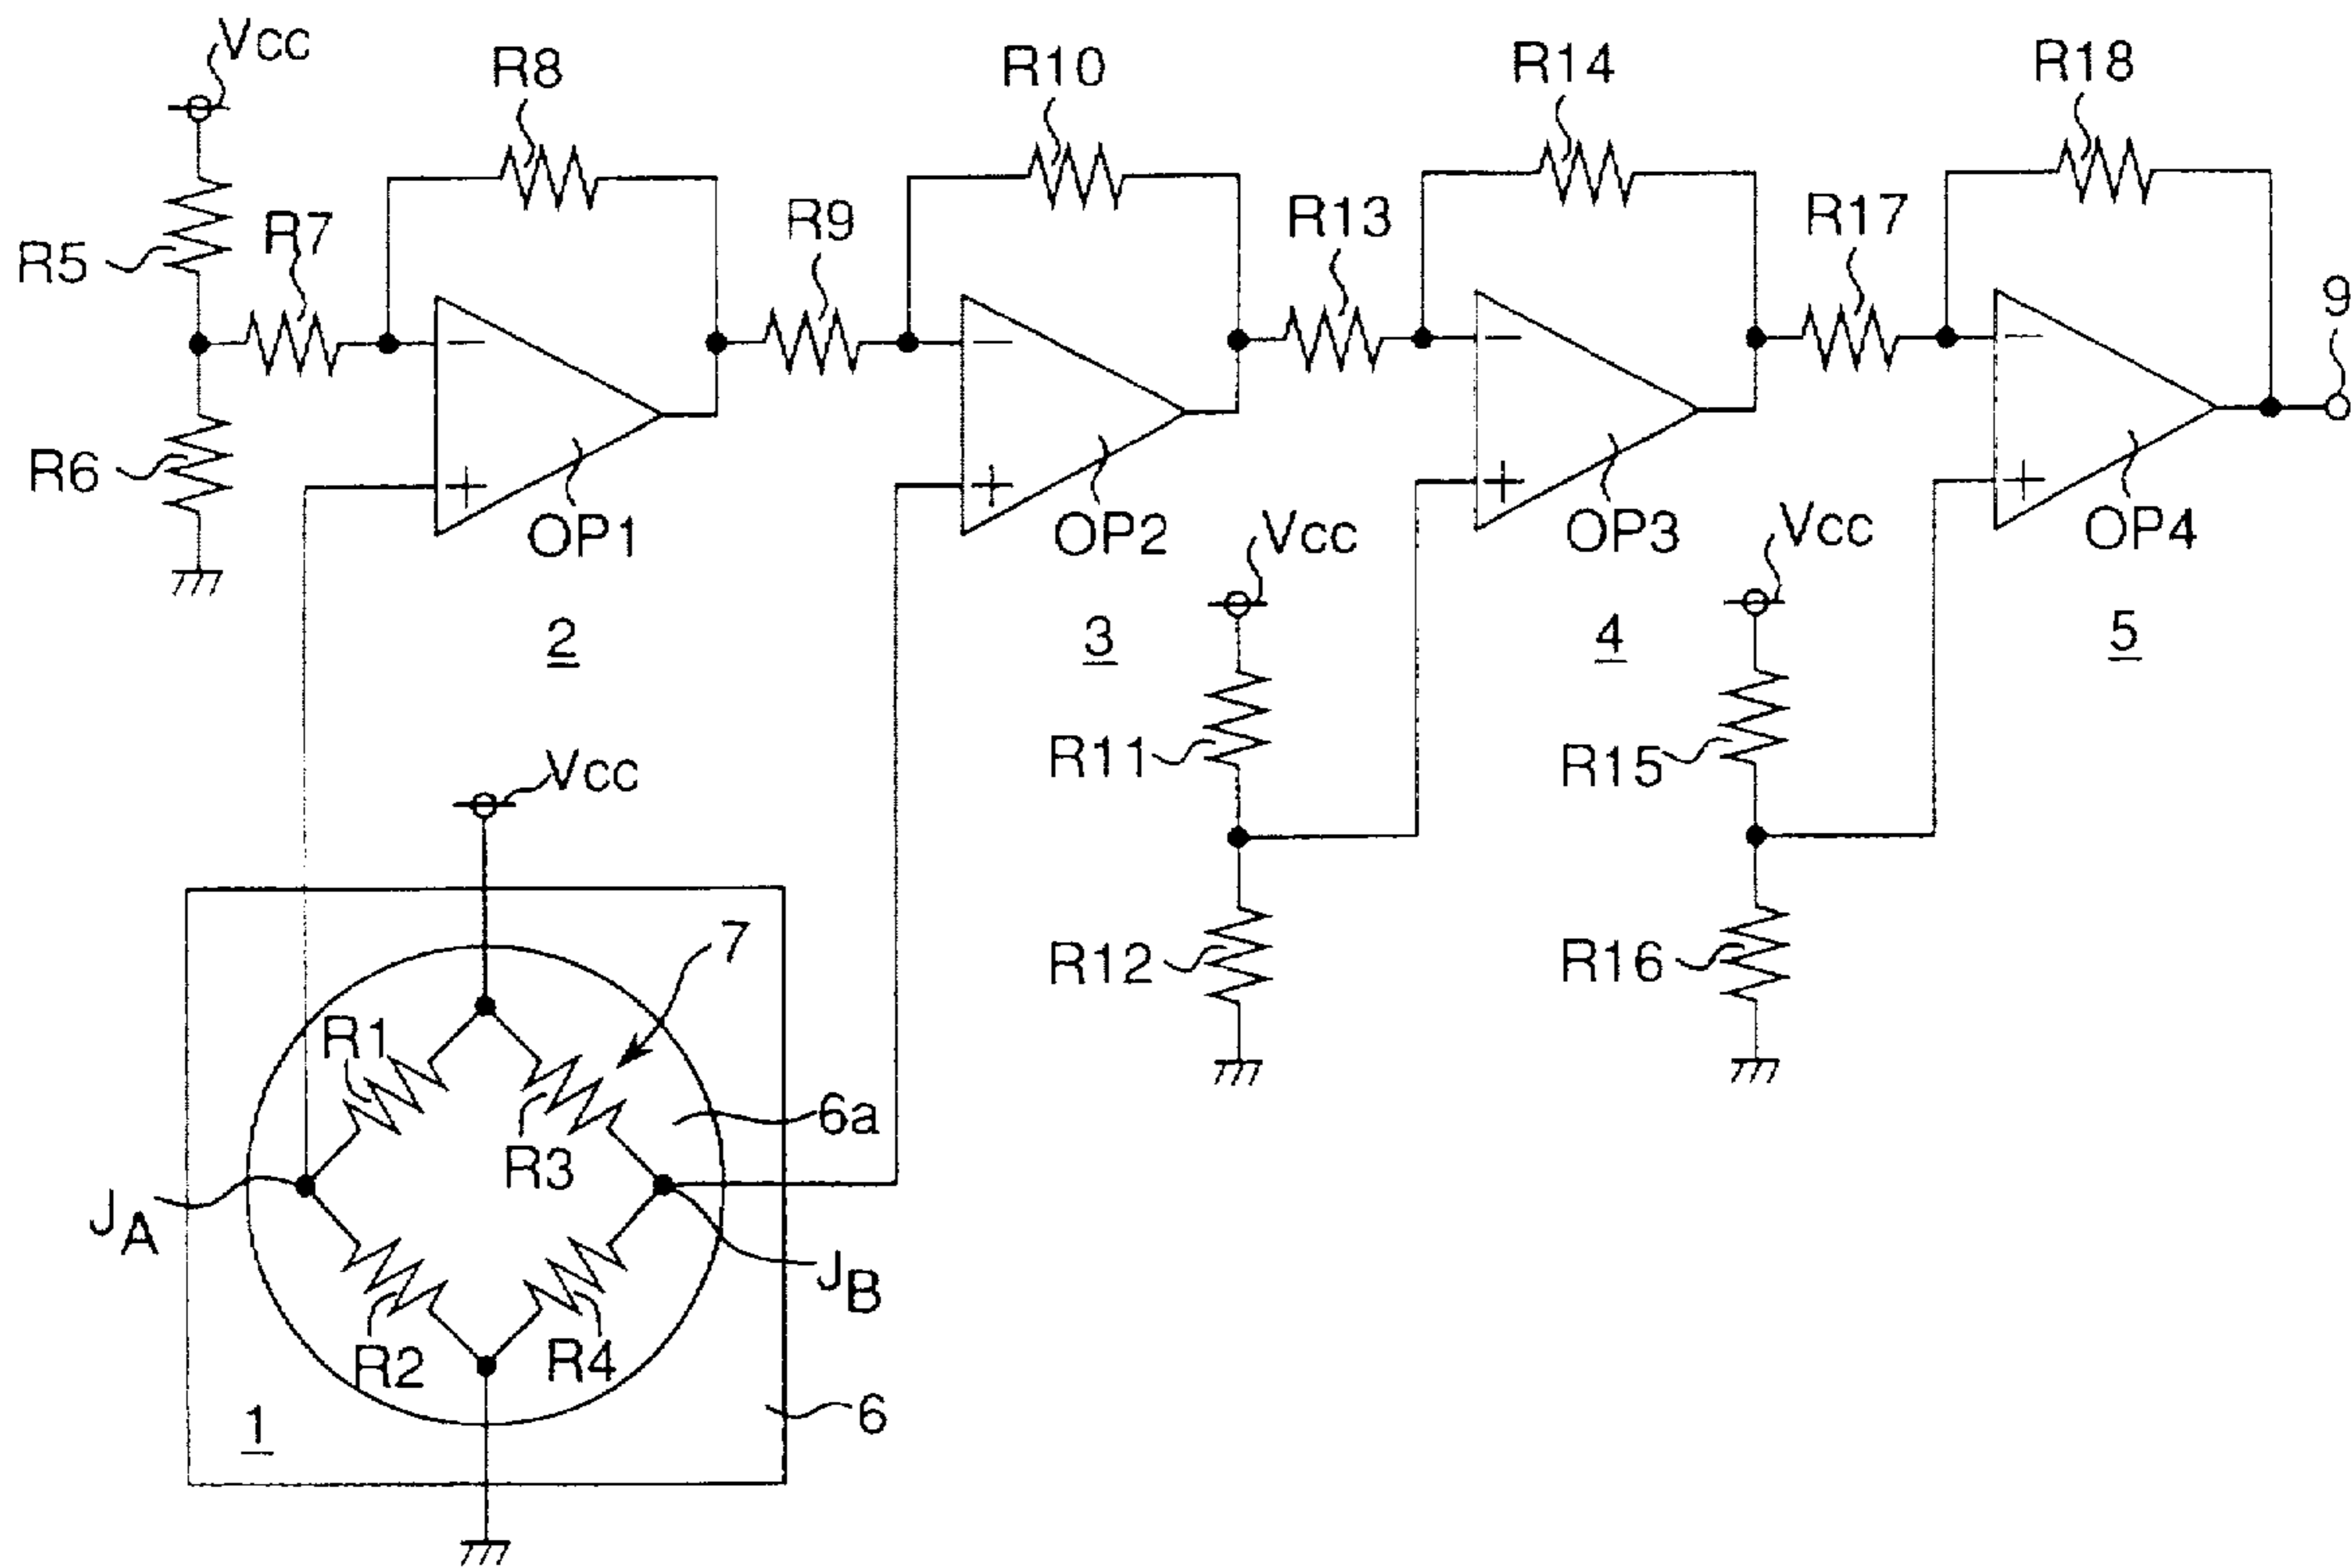 Vcc
R8
R10
R14
R18
R5
R7
R9
R13
R17
9
R6
OP1
OP2
OP3
OP4
Vcc
Vcc
2
3
4
5
R11
R15
Vcc
R12
R16
7
R1
R3
6a
JA
JB
R2
R4
1
6